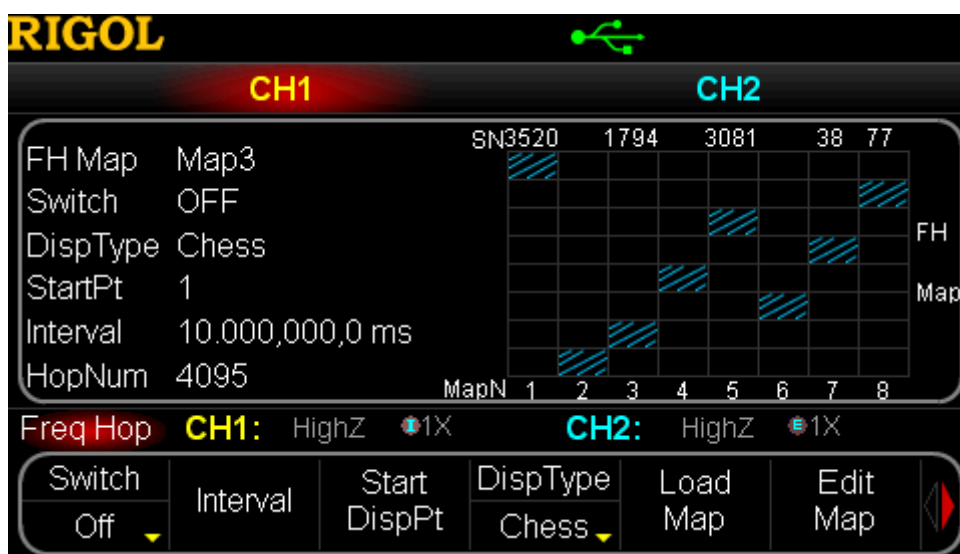 RIGOL
CH1 CH2
SN 3520 1794 3081 38 77
FH Map Map3
Switch OFF
DispType Chess
FH
StartPt 1
Map
Interval 10.000,000,0 ms
HopNum 4095
MapN 1 2 3 4 5 6 7 8
Freq Hop CH1: HighZ I 1X CH2: HighZ E 1X
Switch Off
Interval
Start DispPt
DispType Chess
Load Map
Edit Map